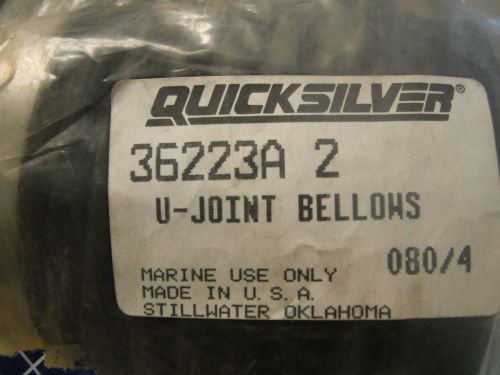 QUICKSILVER®
36223A 2
U-JOINT BELLOWS
080/4
MARINE USE ONLY
MADE IN U.S.A.
STILLWATER OKLAHOMA